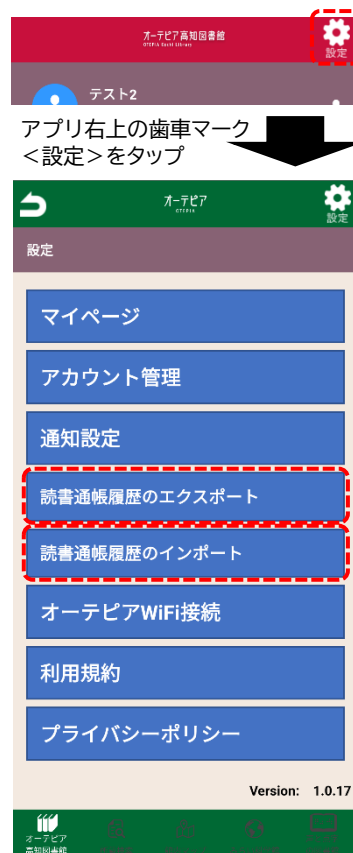 オーテピア高知図書館
OTEPIA Kochi Library
設定
テスト2
アプリ右上の歯車マーク
<設定>をタップ
オーテピア
OTEPIA
設定
設定
マイページ
アカウント管理
通知設定
読書通帳履歴のエクスポート
読書通帳履歴のインポート
オーテピアWiFi接続
利用規約
プライバシーポリシー
Version: 1.0.17
オーテピア
高知図書館